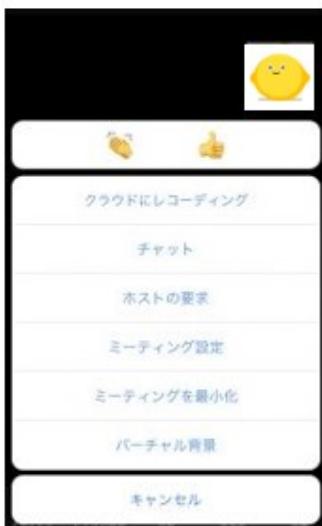 クラウドにレコーディング
チャット
ホストの要求
ミーティング設定
ミーティングを最小化
バーチャル背景
キャンセル